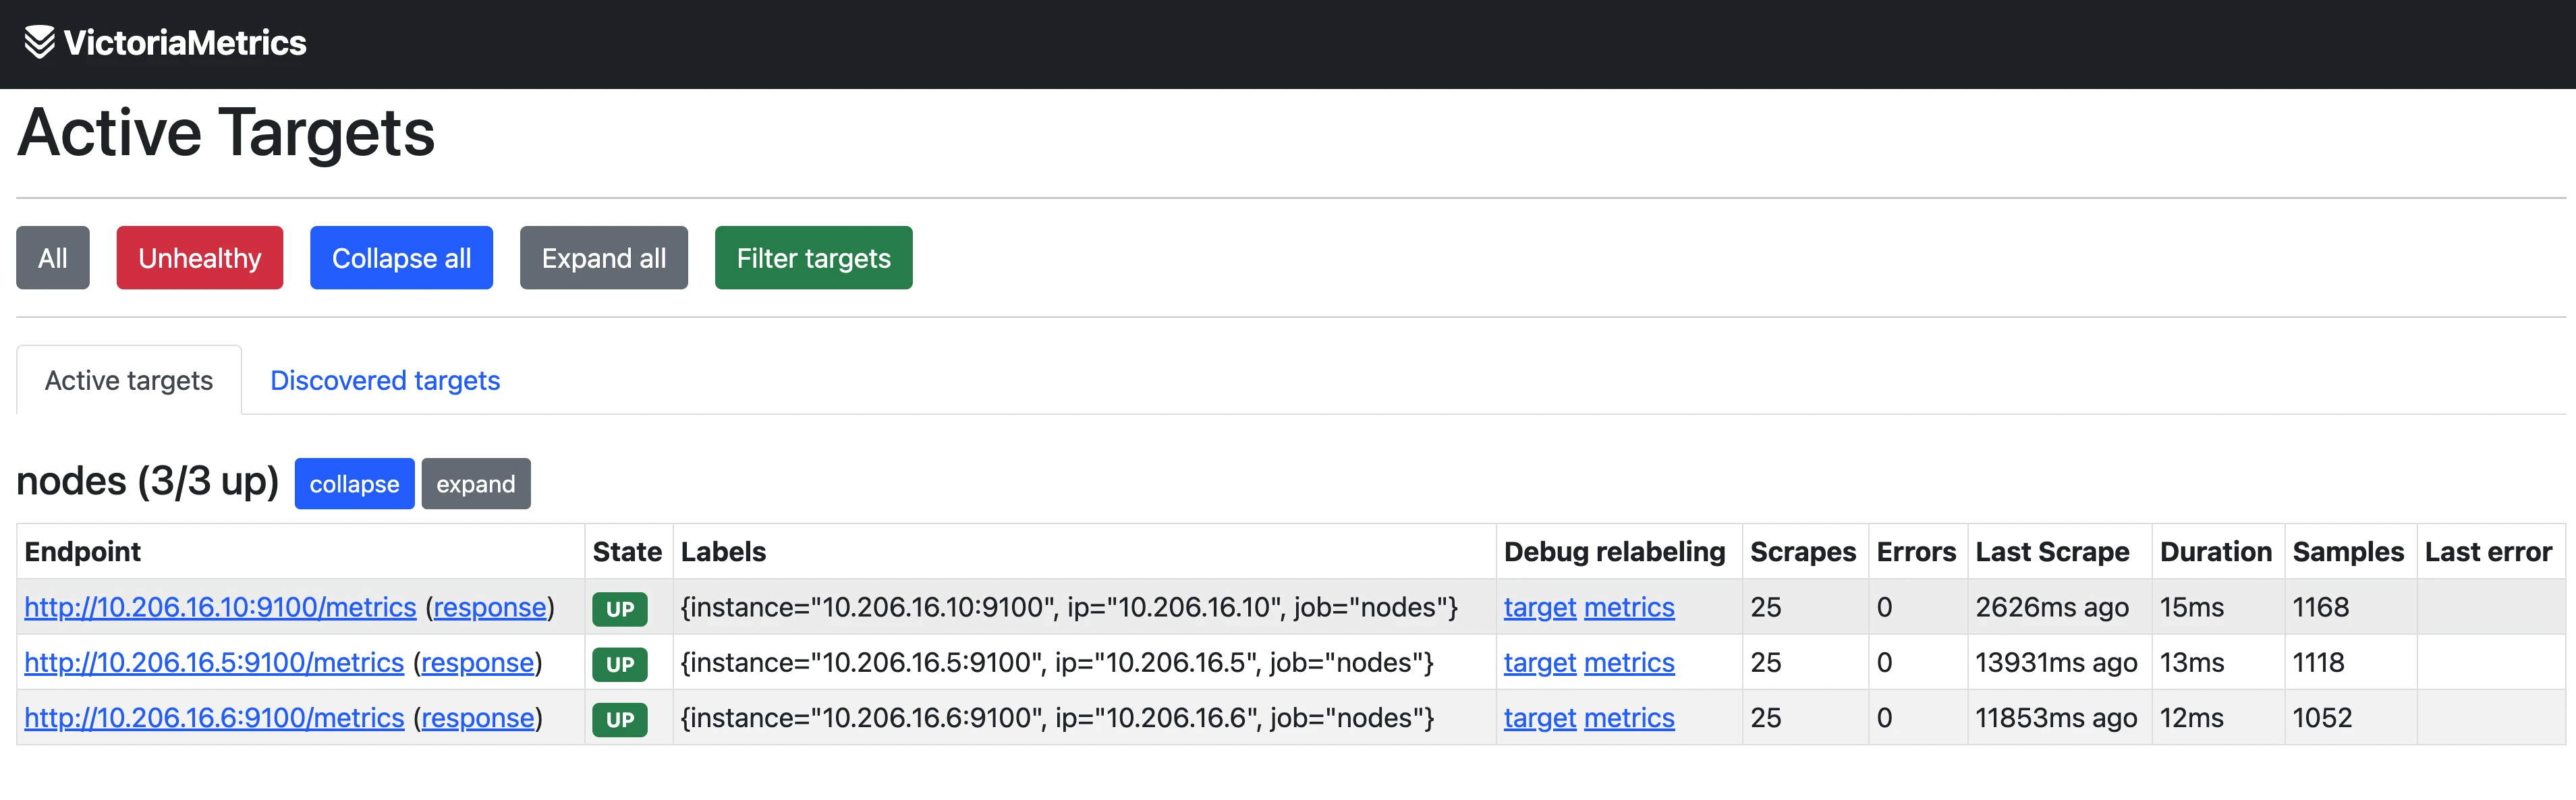 VictoriaMetrics
Active Targets
All Unhealthy Collapse all Expand all Filter targets
Active targets Discovered targets
nodes (3/3 up) collapse expand
Endpoint State Labels Debug relabeling Scrapes Errors Last Scrape Duration Samples Last error
http://10.206.16.10:9100/metrics (response) UP {instance="10.206.16.10:9100", ip="10.206.16.10", job="nodes"} target metrics 25 0 2626ms ago 15ms 1168
http://10.206.16.5:9100/metrics (response) UP {instance="10.206.16.5:9100", ip="10.206.16.5", job="nodes"} target metrics 25 0 13931ms ago 13ms 1118
http://10.206.16.6:9100/metrics (response) UP {instance="10.206.16.6:9100", ip="10.206.16.6", job="nodes"} target metrics 25 0 11853ms ago 12ms 1052